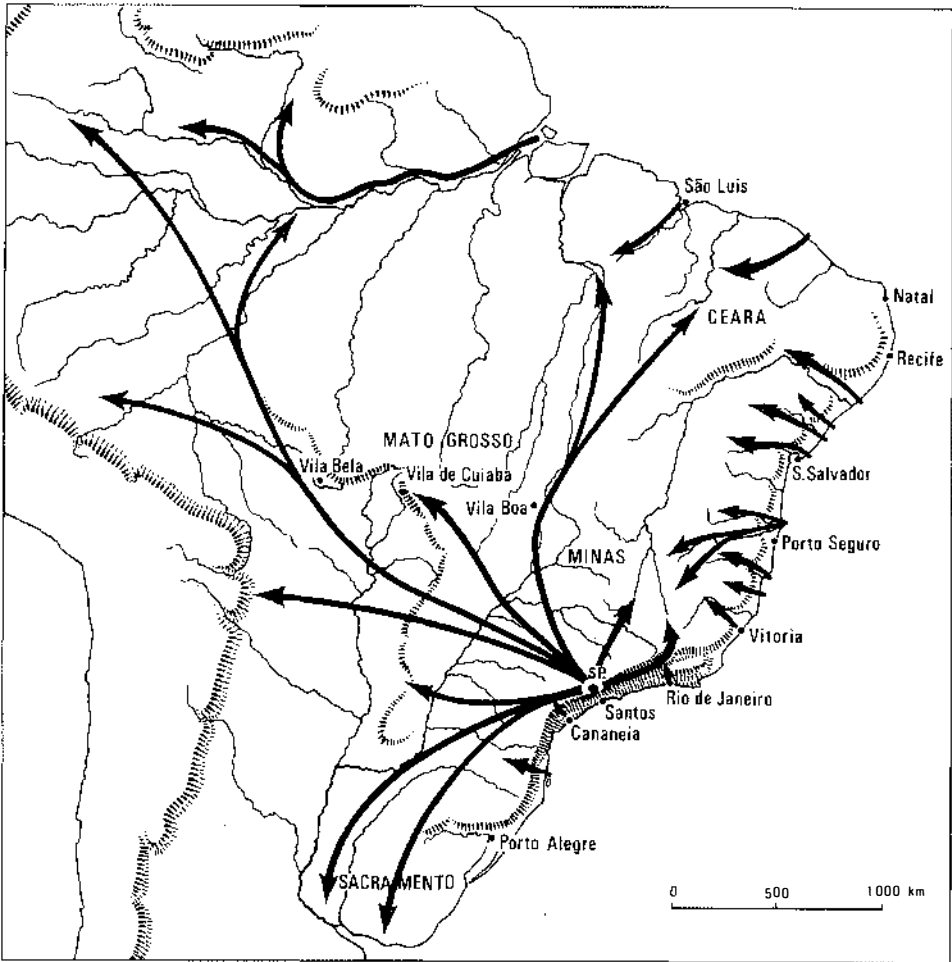 São Luis
Natal
CEARA
Recife
MATO GROSSO
Vila Bela
Vila de Cuiaba
S.Salvador
Vila Boa
Porto Seguro
MINAS
Vitoria
SP
Rio de Janeiro
Santos
Cananeia
Porto Alegre
SACRAMENTO
0 500 1000 km